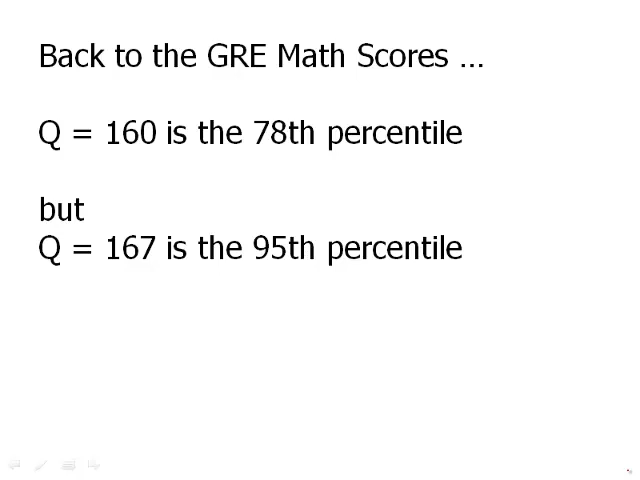 Back to the GRE Math Scores ...
Q = 160 is the 78th percentile
but
Q = 167 is the 95th percentile